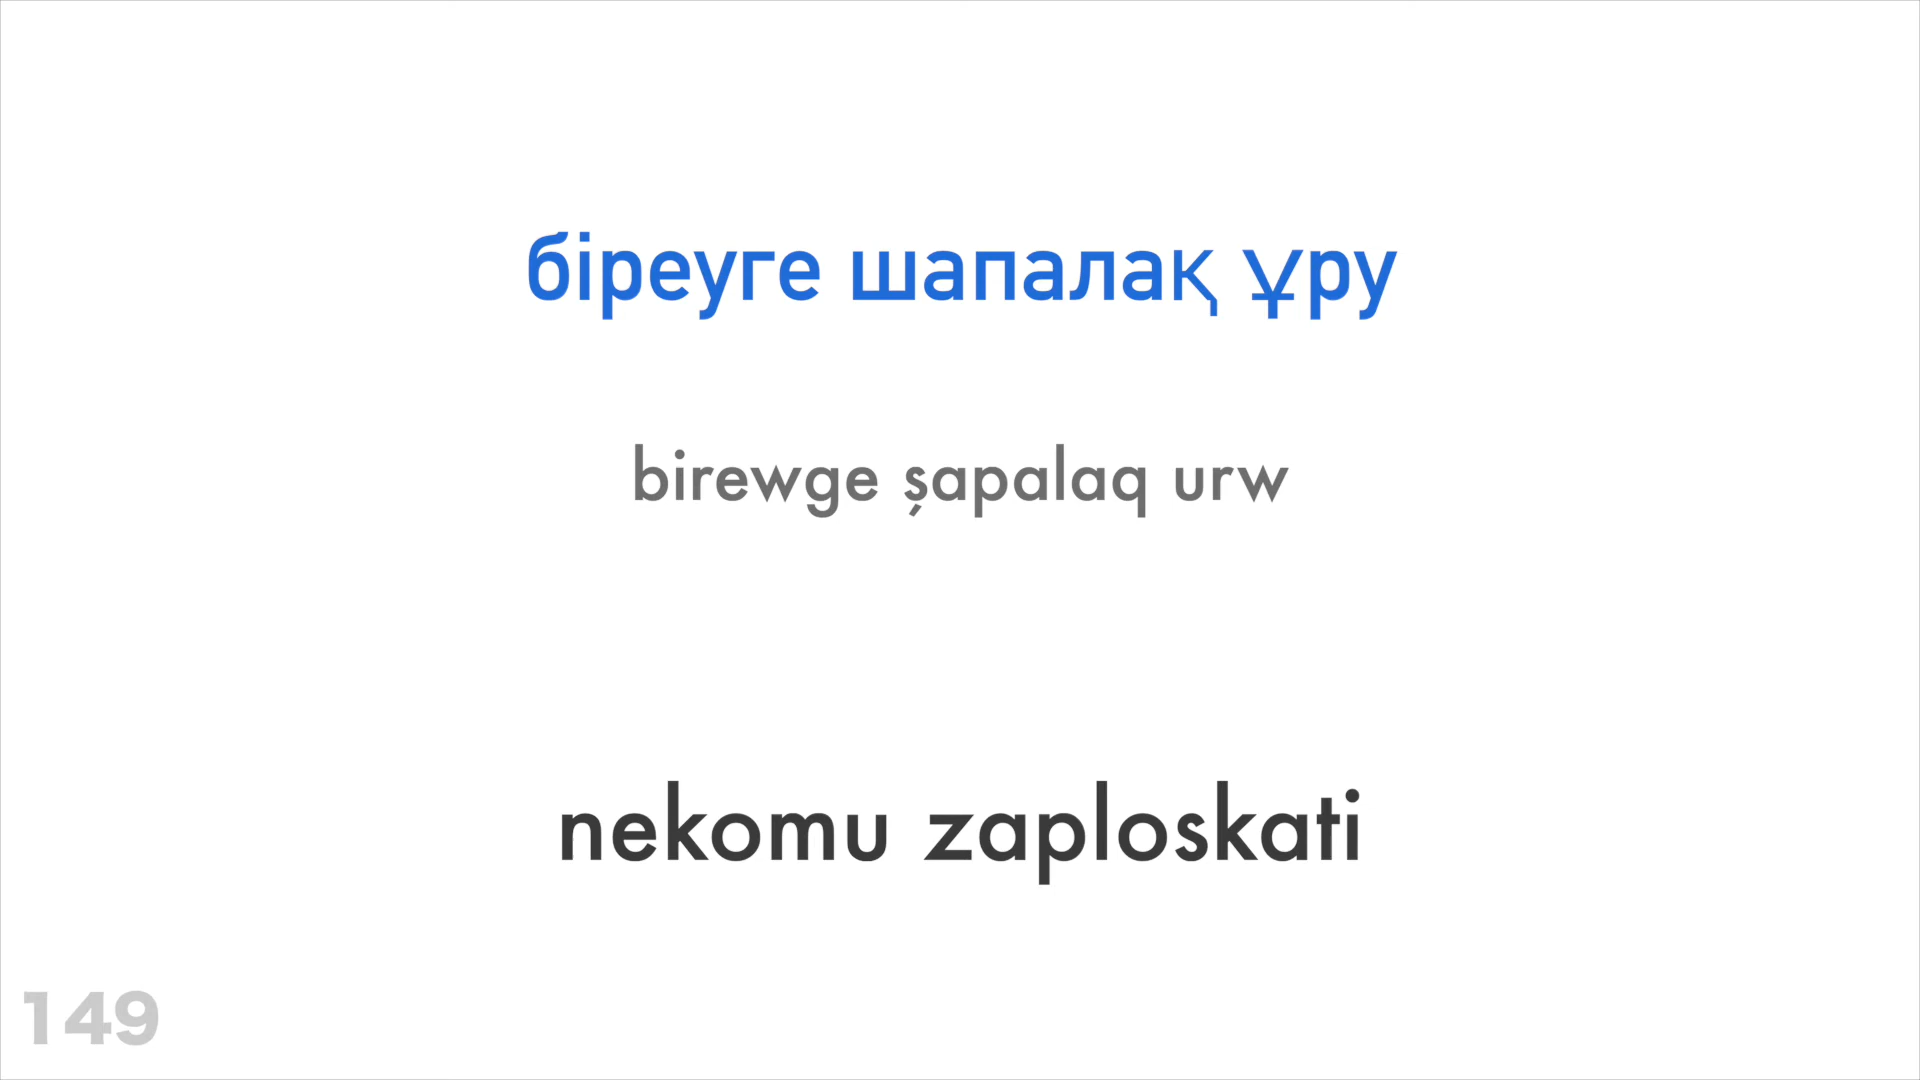 біреуге шапалақ ұру
birewge şapalaq urw
nekomu zaploskati
149